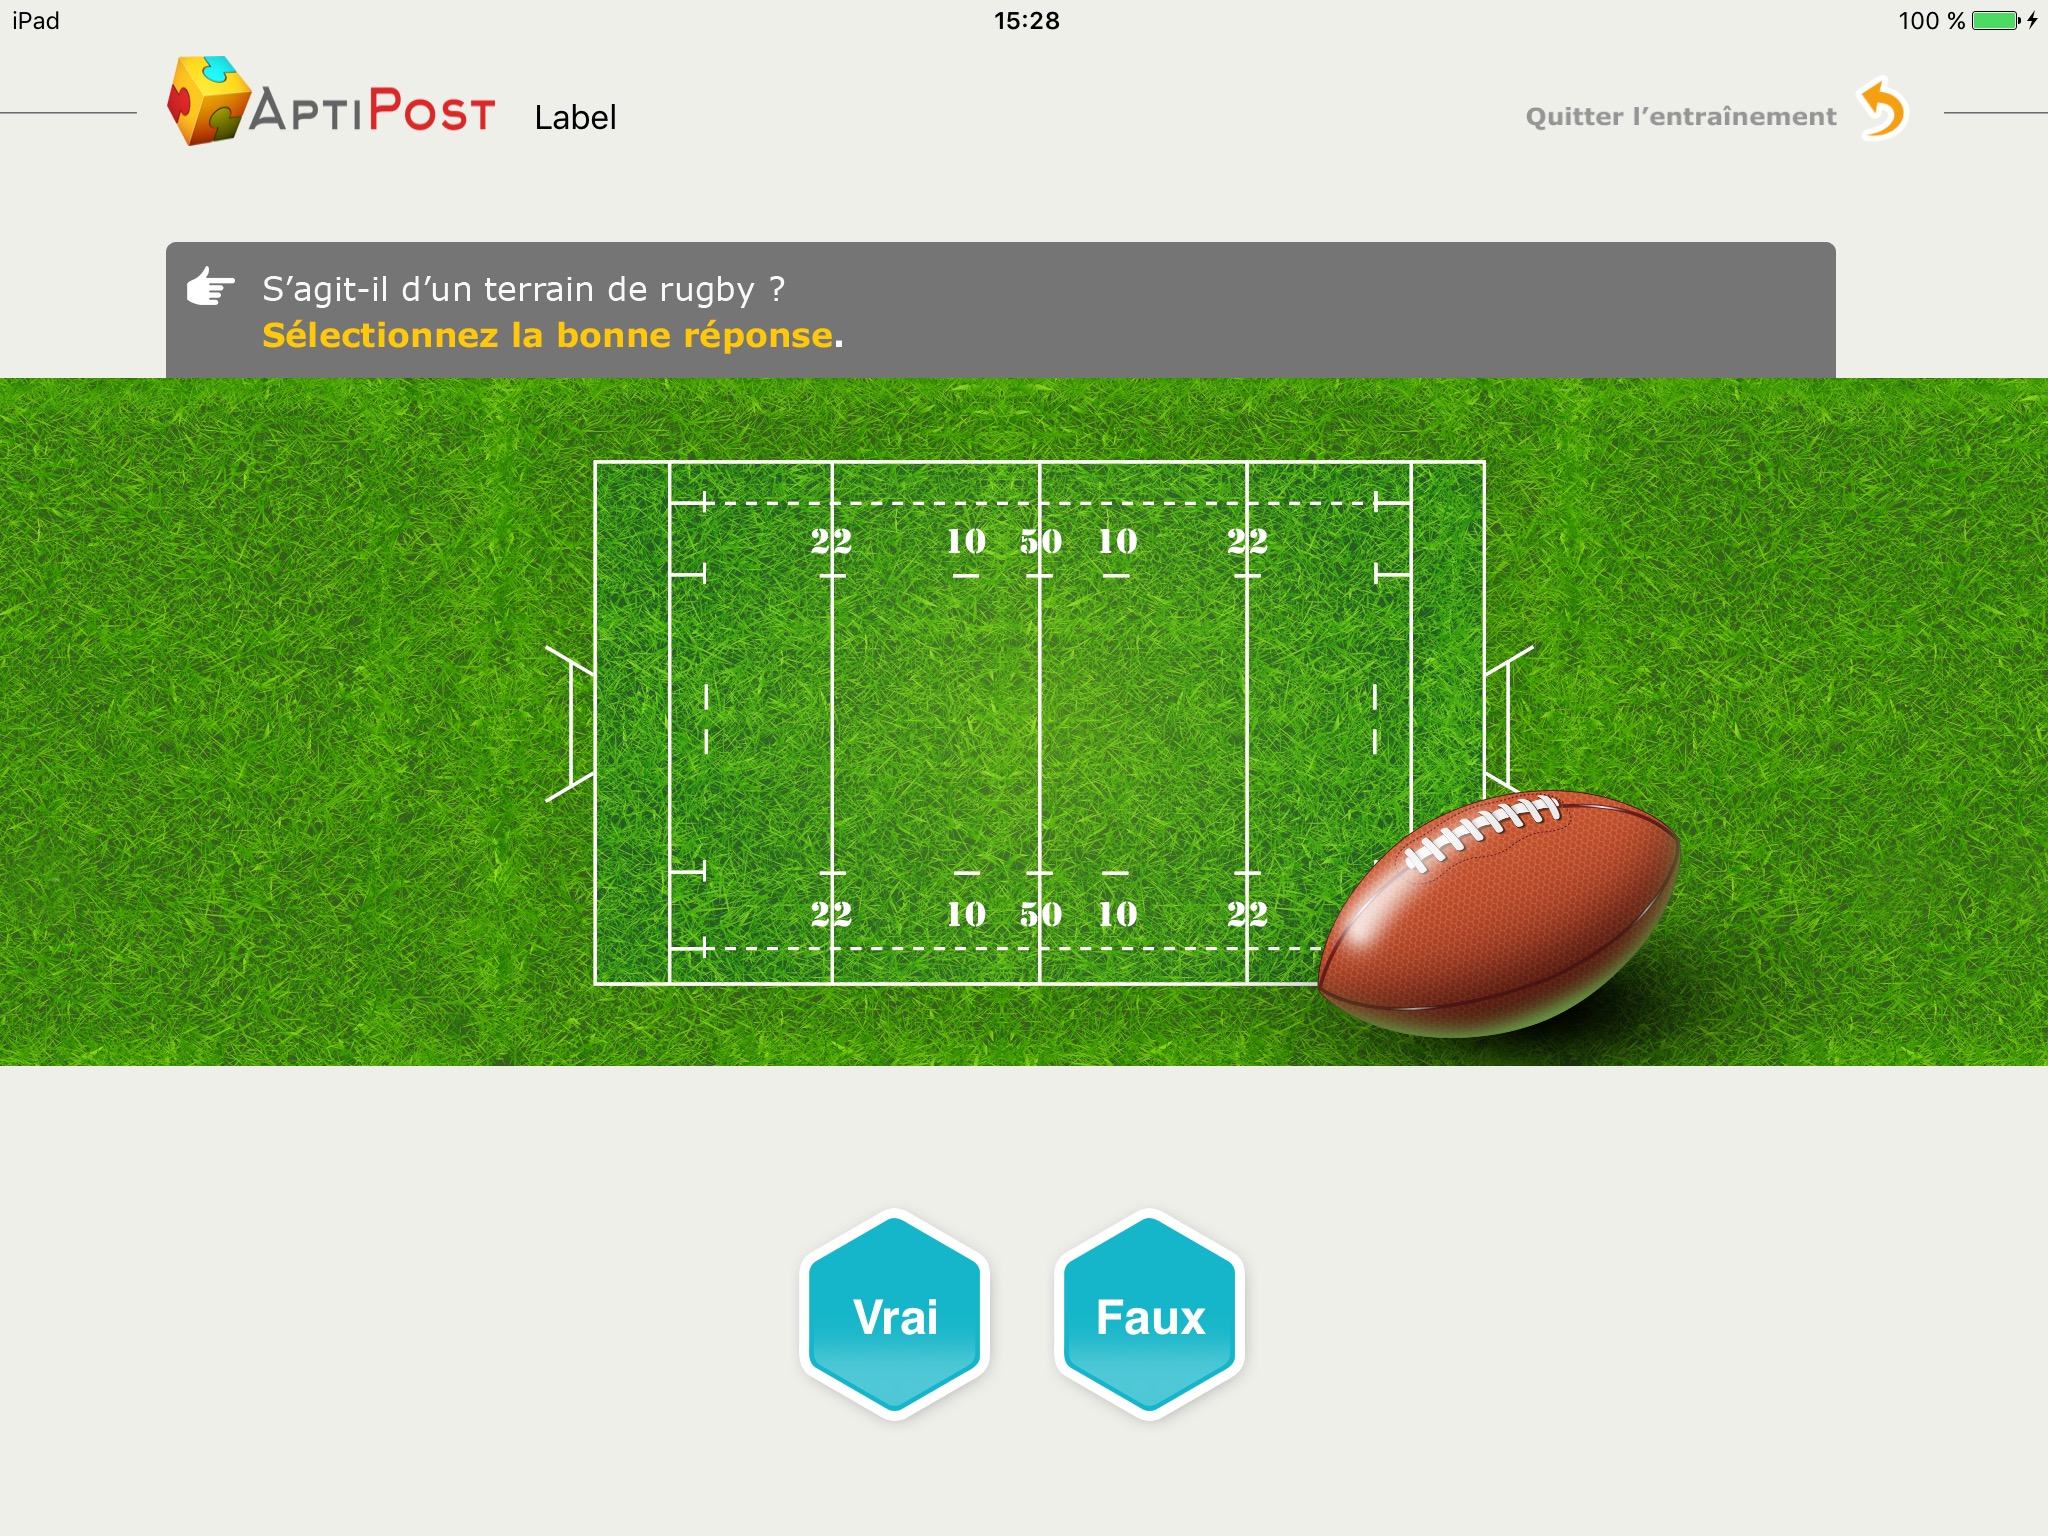 iPad 15:28 100 %
AptiPost Label Quitter l’entraînement
S’agit-il d’un terrain de rugby ?
Sélectionnez la bonne réponse.
22 10 50 10 22
22 10 50 10 22
Vrai Faux